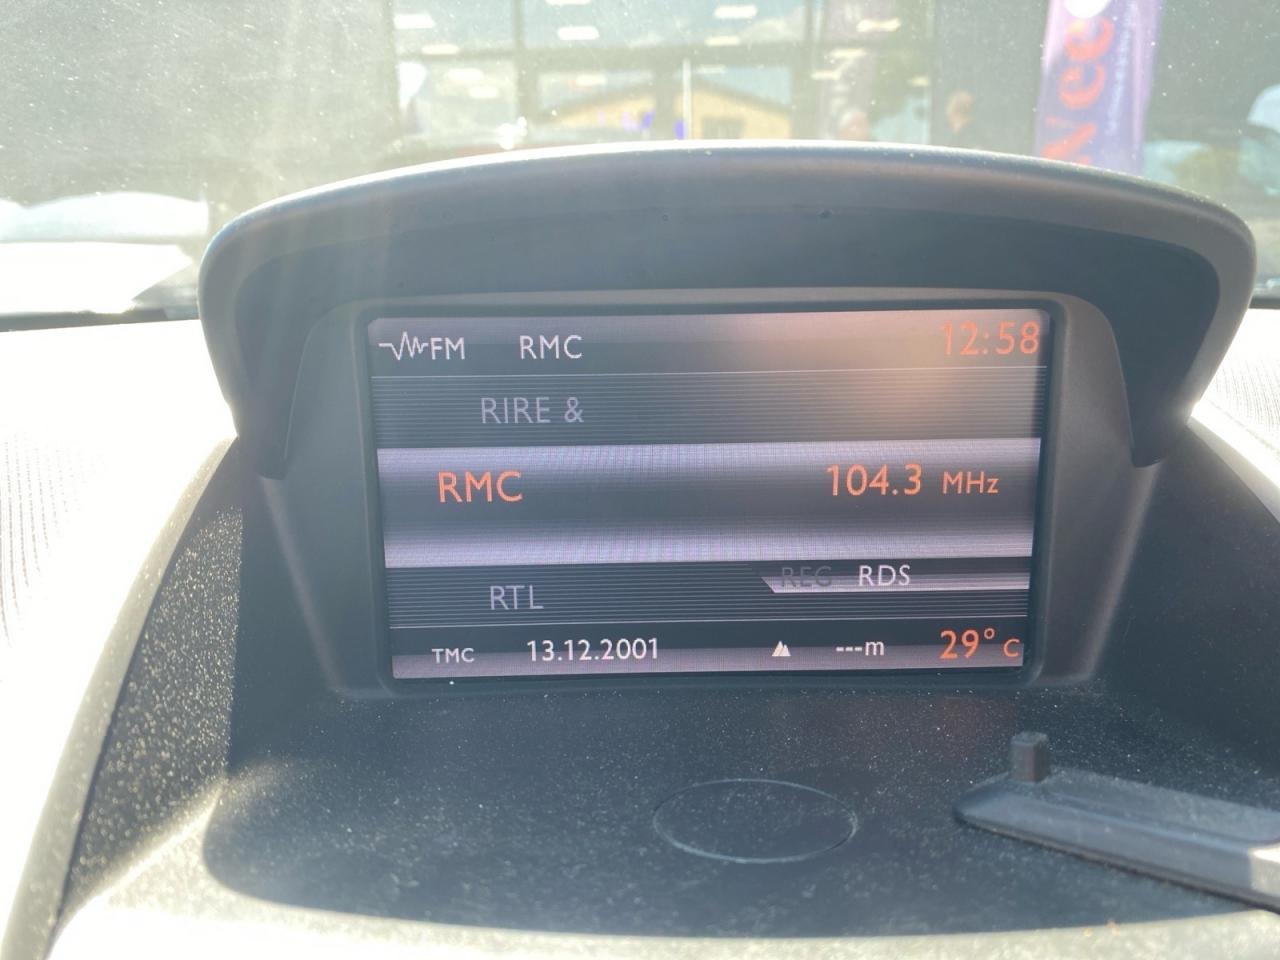 FM RMC 12:58
RIRE &
RMC 104.3 MHz
REG RDS
RTL
TMC 13.12.2001 ---m 29° C